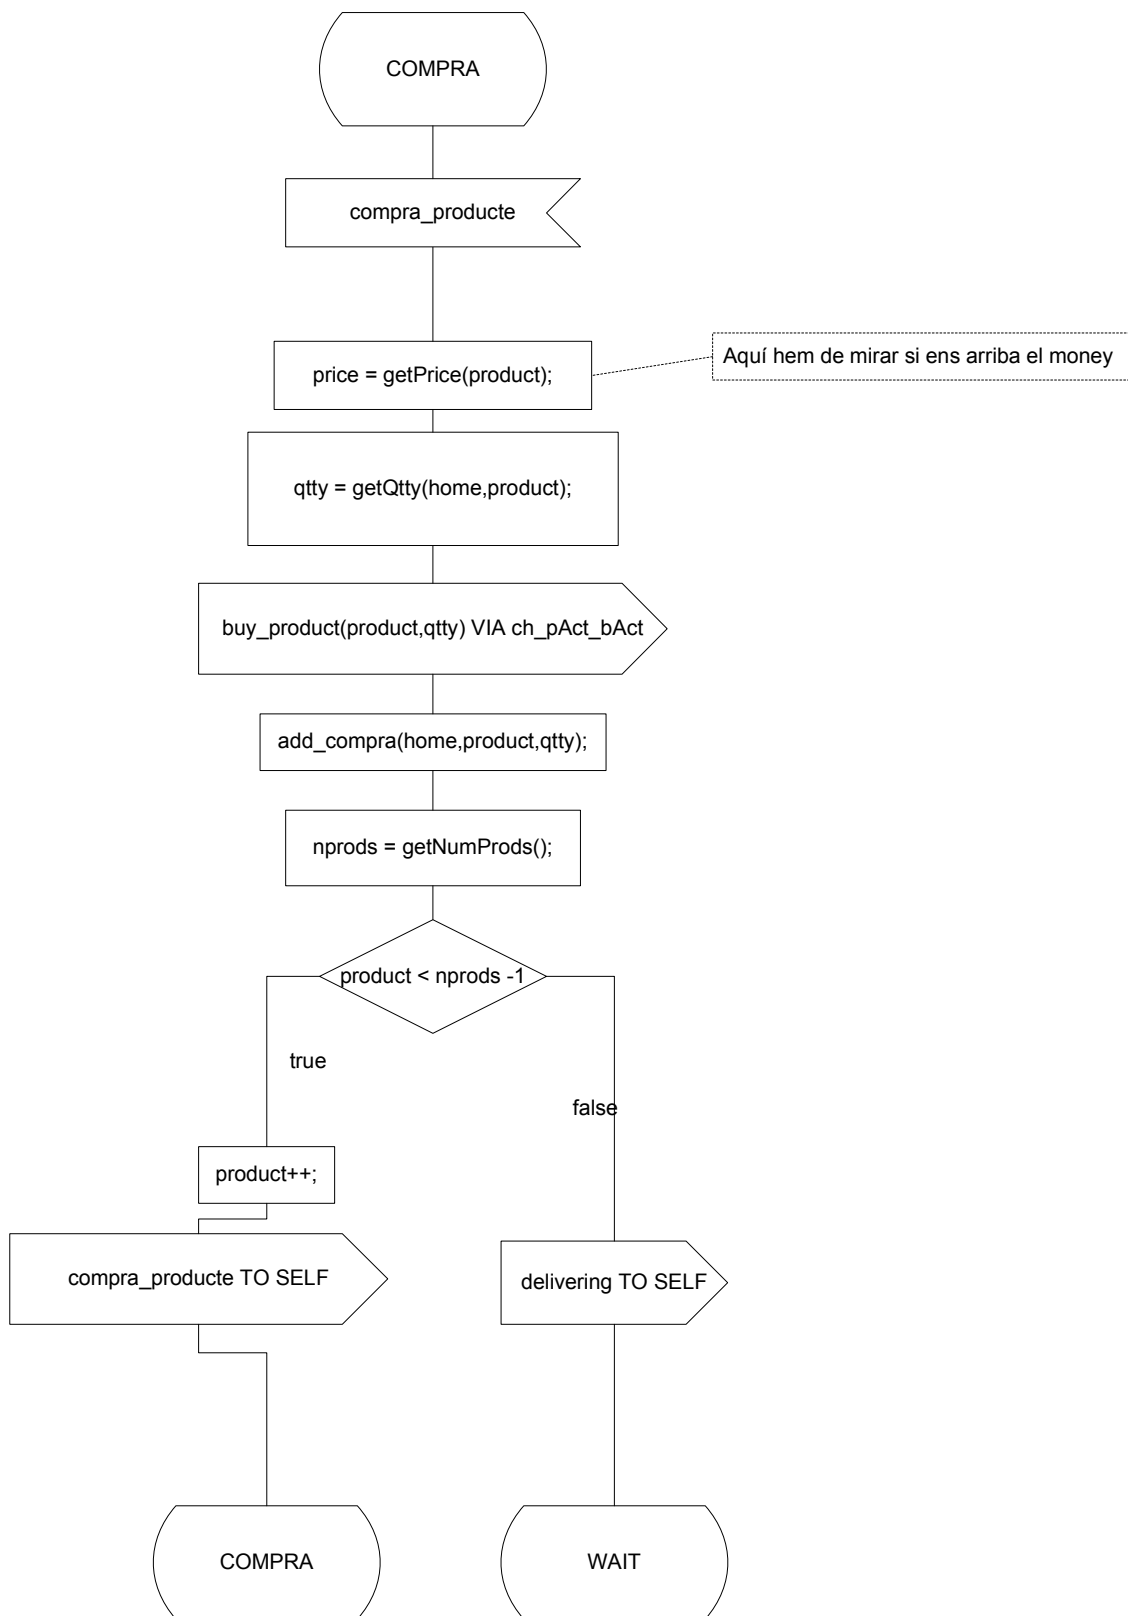 COMPRA
compra_producte
price = getPrice(product);
Aquí hem de mirar si ens arriba el money
qtty = getQtty(home,product);
buy_product(product,qtty) VIA ch_pAct_bAct
add_compra(home,product,qtty);
nprods = getNumProds();
product < nprods -1
true
false
product++;
compra_producte TO SELF
delivering TO SELF
COMPRA
WAIT